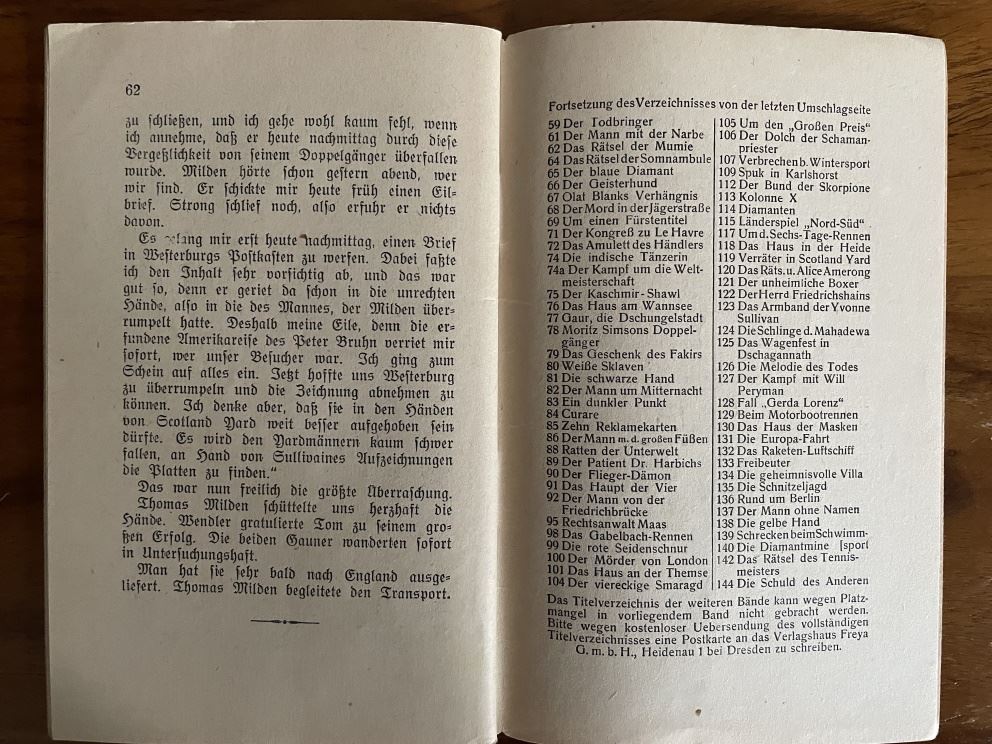 62
zu schließen, und ich gehe wohl kaum fehl, wenn
ich annehme, daß er heute nachmittag durch diese
Vergeßlichkeit von seinem Doppelgänger überfallen
wurde. Milden hörte schon gestern abend, wer
wir sind. Er schickte mir heute früh einen Eil-
brief. Strong schlief noch, also erfuhr er nichts
davon.
Es gelang mir erst heute nachmittag, einen Brief
in Westerburgs Postkasten zu werfen. Dabei faßte
ich den Inhalt sehr vorsichtig ab, und das war
gut so, denn er geriet da schon in die unrechten
Hände, also in die des Mannes, der Milden über-
rumpelt hatte. Deshalb meine Eile, denn die er-
fundene Amerikareise des Peter Bruhn verriet mir
sofort, wer unser Besucher war. Ich ging zum
Schein auf alles ein. Jetzt hoffte uns Westerburg
zu überrumpeln und die Zeichnung abnehmen zu
können. Ich denke aber, daß sie in den Händen
von Scotland Yard weit besser aufgehoben sein
dürfte. Es wird den Yardmännern kaum schwer
fallen, an Hand von Sullivaines Aufzeichnungen
die Platten zu finden.“
Das war nun freilich die größte Überraschung.
Thomas Milden schüttelte uns herzhaft die
Hände. Wendler gratulierte Tom zu seinem gro-
ßen Erfolg. Die beiden Gauner wanderten sofort
in Untersuchungshaft.
Man hat sie sehr bald nach England ausge-
liefert. Thomas Milden begleitete den Transport.
Fortsetzung des Verzeichnisses von der letzten Umschlagseite
59 Der Todbringer
61 Der Mann mit der Narbe
62 Das Rätsel der Mumie
64 Das Rätsel der Somnambule
65 Der blaue Diamant
66 Der Geisterhund
67 Olaf Blanks Verhängnis
68 Der Mord in der Jägerstraße
69 Um einen Fürstentitel
71 Der Kongreß zu Le Havre
72 Das Amulett des Händlers
74 Die indische Tänzerin
74a Der Kampf um die Welt-
meisterschaft
75 Der Kaschmir-Shawl
76 Das Haus am Wannsee
77 Gaur, die Dschungelstadt
78 Moritz Simsons Doppel-
gänger
79 Das Geschenk des Fakirs
80 Weiße Sklaven
81 Die schwarze Hand
82 Der Mann um Mitternacht
83 Ein dunkler Punkt
84 Curare
85 Zehn Reklamekarten
86 Der Mann m. d. großen Füßen
88 Ratten der Unterwelt
89 Der Patient Dr. Harbichs
90 Der Flieger-Dämon
91 Das Haupt der Vier
92 Der Mann von der
Friedrichbrücke
95 Rechtsanwalt Maas
98 Das Gabelbach-Rennen
99 Die rote Seidenschnur
100 Der Mörder von London
101 Das Haus an der Themse
104 Der viereckige Smaragd
105 Um den „Großen Preis“
106 Der Dolch der Schaman-
priester
107 Verbrechen b. Wintersport
109 Spuk in Karlshorst
112 Der Bund der Skorpione
113 Kolonne X
114 Diamanten
115 Länderspiel „Nord-Süd“
117 Um d. Sechs-Tage-Rennen
118 Das Haus in der Heide
119 Verräter in Scotland Yard
120 Das Räts. u. Alice Amerong
121 Der unheimliche Boxer
122 Der Herr d Friedrichshains
123 Das Armband der Yvonne
Sullivan
124 Die Schlinge d. Mahadewa
125 Das Wagenfest in
Dschagannath
126 Die Melodie des Todes
127 Der Kampf mit Will
Peryman
128 Fall „Gerda Lorenz“
129 Beim Motorbootrennen
130 Das Haus der Masken
131 Die Europa-Fahrt
132 Das Raketen-Luftschiff
133 Freibeuter
134 Die geheimnisvolle Villa
135 Die Schnitzeljagd
136 Rund um Berlin
137 Der Mann ohne Namen
138 Die gelbe Hand
139 Schrecken beim Schwimm-
140 Die Diamantmine [sport
142 Das Rätsel des Tennis-
meisters
144 Die Schuld des Anderen
Das Titelverzeichnis der weiteren Bände kann wegen Platz-
mangel in vorliegendem Band nicht gebracht werden.
Bitte wegen kostenloser Uebersendung des vollständigen
Titelverzeichnisses eine Postkarte an das Verlagshaus Freya
G. m. b. H., Heidenau 1 bei Dresden zu schreiben.